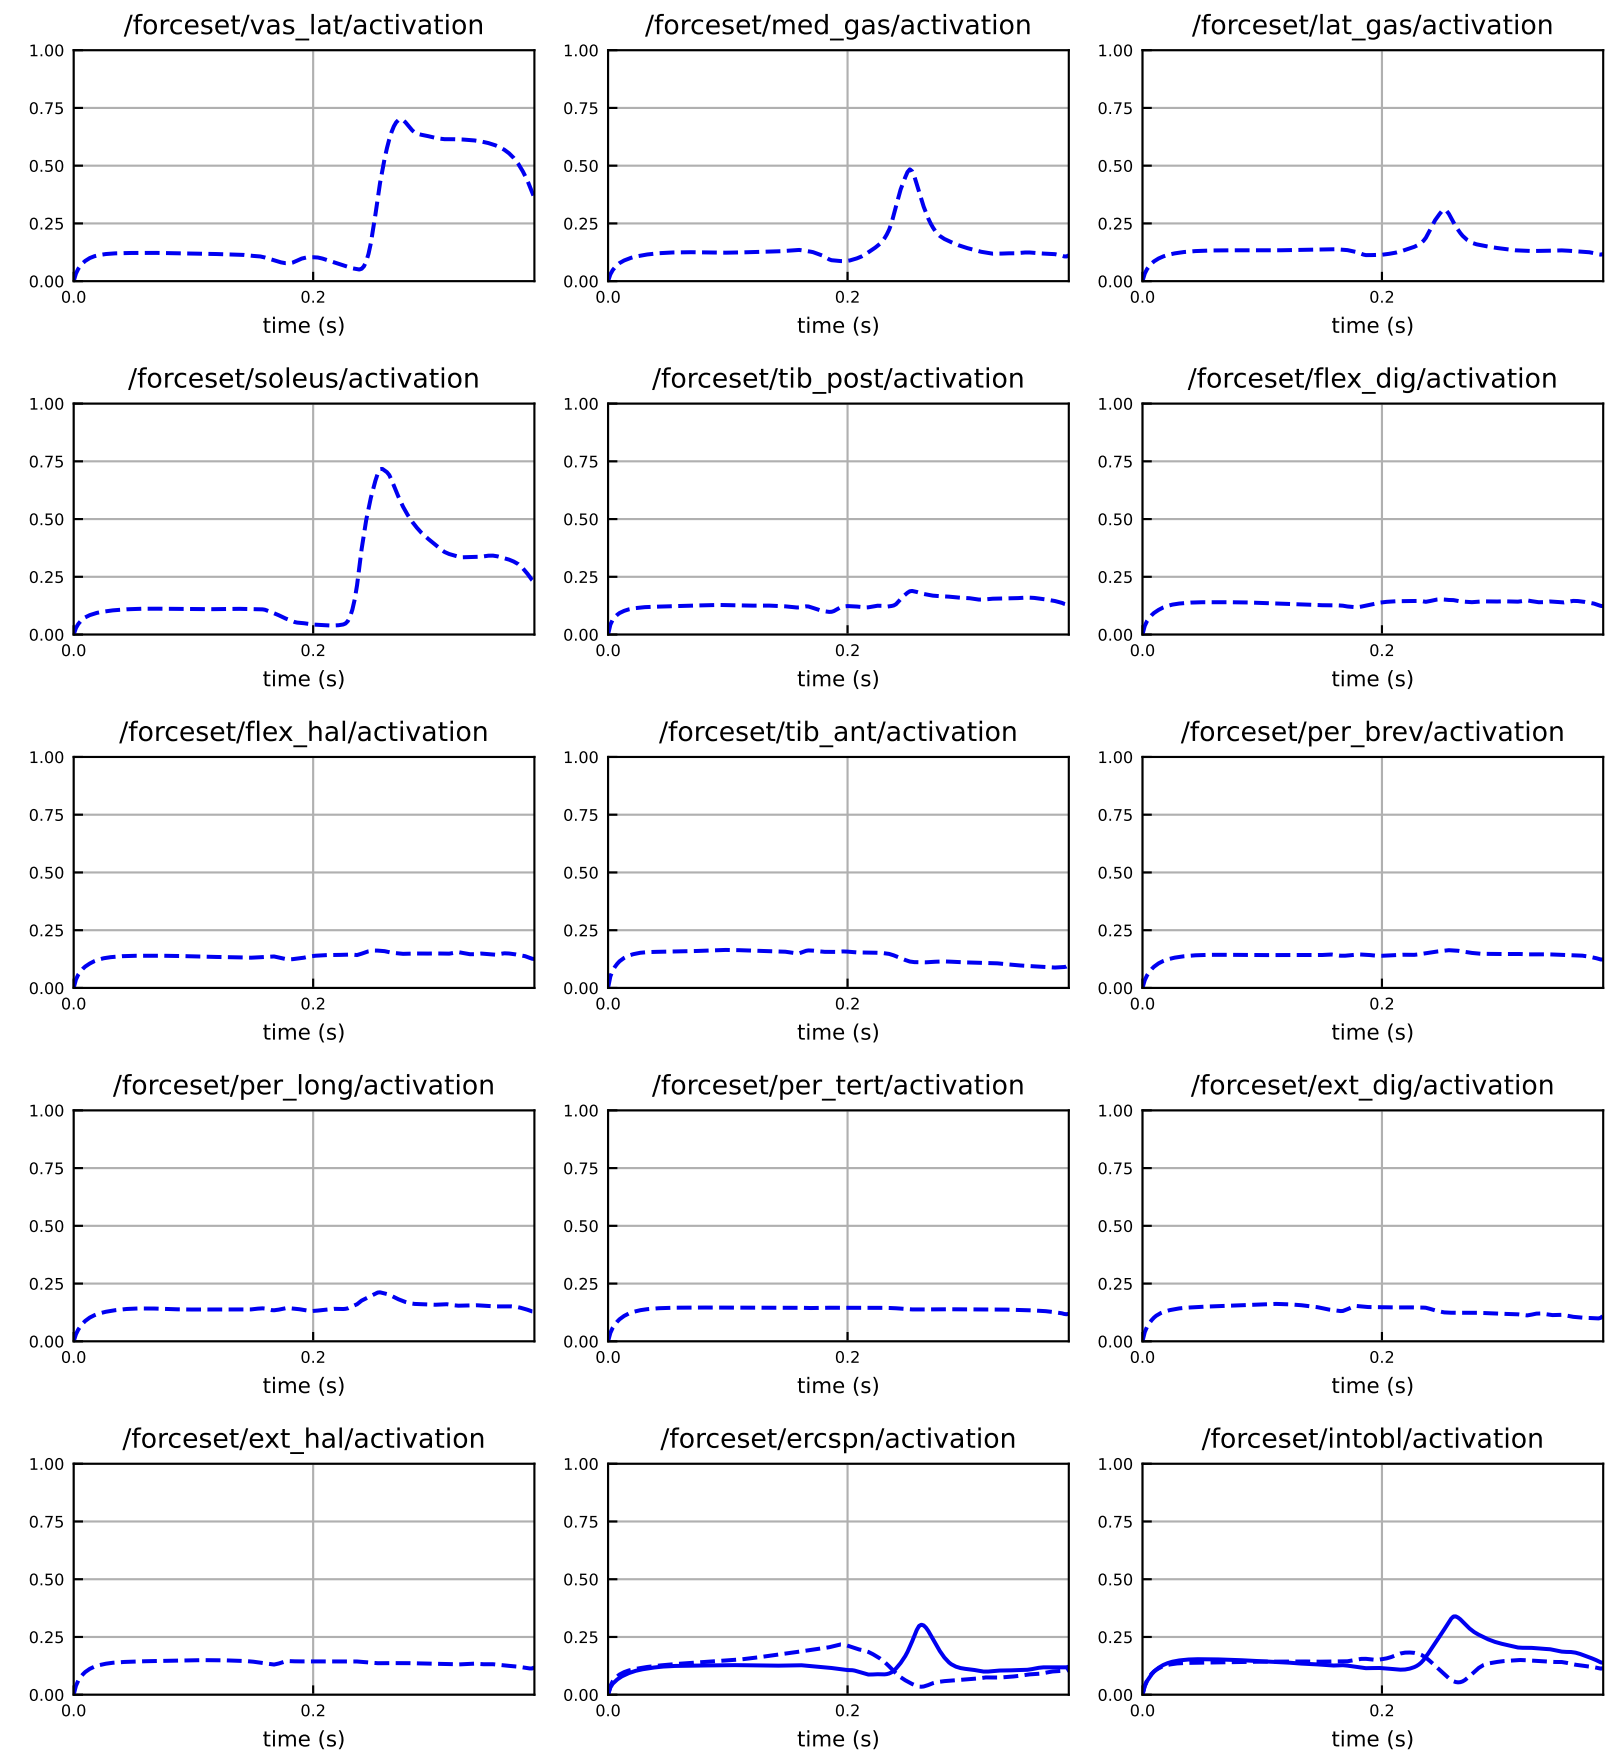 /forceset/vas_lat/activation /forceset/med_gas/activation /forceset/lat_gas/activation
1.00 1.00 1.00
0.75 0.75 0.75
0.50 0.50 0.50
0.25 0.25 0.25
0.00 0.00 0.00
0.0 0.2 0.0 0.2 0.0 0.2
time (s) time (s) time (s)
/forceset/soleus/activation /forceset/tib_post/activation /forceset/flex_dig/activation
1.00 1.00 1.00
0.75 0.75 0.75
0.50 0.50 0.50
0.25 0.25 0.25
0.00 0.00 0.00
0.0 0.2 0.0 0.2 0.0 0.2
time (s) time (s) time (s)
/forceset/flex_hal/activation /forceset/tib_ant/activation /forceset/per_brev/activation
1.00 1.00 1.00
0.75 0.75 0.75
0.50 0.50 0.50
0.25 0.25 0.25
0.00 0.00 0.00
0.0 0.2 0.0 0.2 0.0 0.2
time (s) time (s) time (s)
/forceset/per_long/activation /forceset/per_tert/activation /forceset/ext_dig/activation
1.00 1.00 1.00
0.75 0.75 0.75
0.50 0.50 0.50
0.25 0.25 0.25
0.00 0.00 0.00
0.0 0.2 0.0 0.2 0.0 0.2
time (s) time (s) time (s)
/forceset/ext_hal/activation /forceset/ercspn/activation /forceset/intobl/activation
1.00 1.00 1.00
0.75 0.75 0.75
0.50 0.50 0.50
0.25 0.25 0.25
0.00 0.00 0.00
0.0 0.2 0.0 0.2 0.0 0.2
time (s) time (s) time (s)